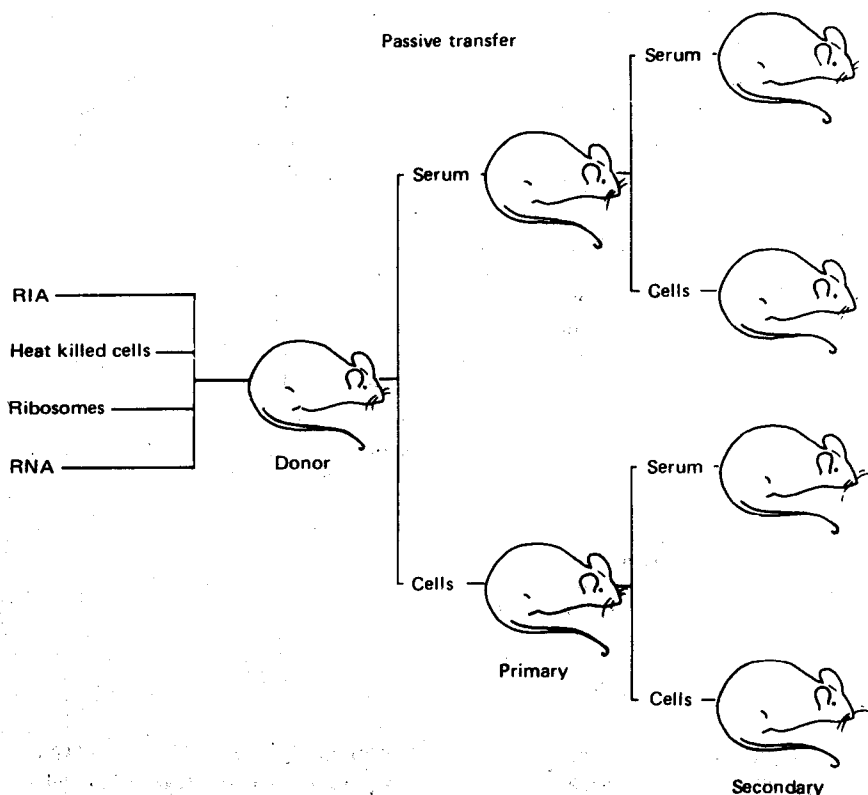 Passive transfer
Serum
Serum
Cells
RIA
Heat killed cells
Ribosomes
RNA
Donor
Serum
Cells
Primary
Cells
Secondary